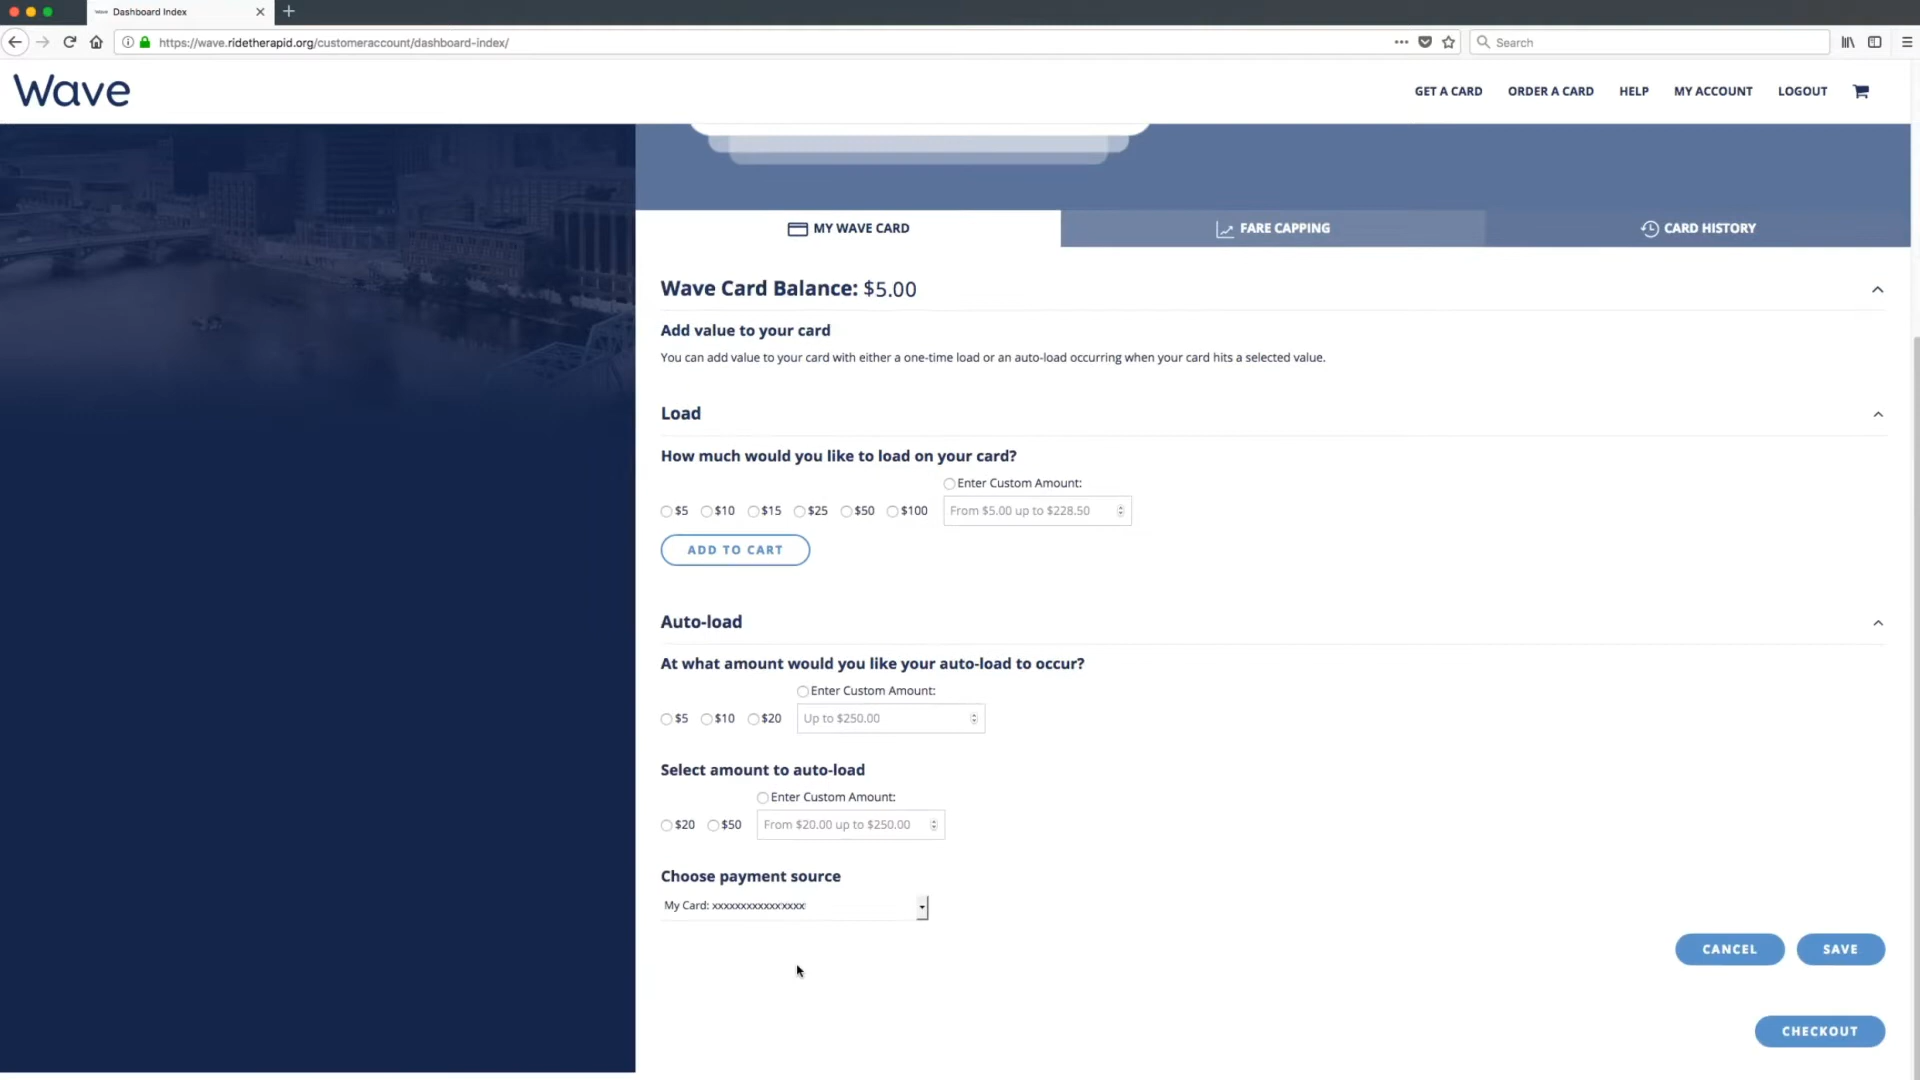 Wave Dashboard Index
https://wave.ridetherapid.org/customeraccount/dashboard-index/
Search
Wave
GET A CARD ORDER A CARD HELP MY ACCOUNT LOGOUT
MY WAVE CARD FARE CAPPING CARD HISTORY
Wave Card Balance: $5.00
Add value to your card
You can add value to your card with either a one-time load or an auto-load occurring when your card hits a selected value.
Load
How much would you like to load on your card?
Enter Custom Amount:
$5 $10 $15 $25 $50 $100 From $5.00 up to $228.50
ADD TO CART
Auto-load
At what amount would you like your auto-load to occur?
Enter Custom Amount:
$5 $10 $20 Up to $250.00
Select amount to auto-load
Enter Custom Amount:
$20 $50 From $20.00 up to $250.00
Choose payment source
My Card: xxxxxxxxxxxxxxxx
CANCEL SAVE
CHECKOUT